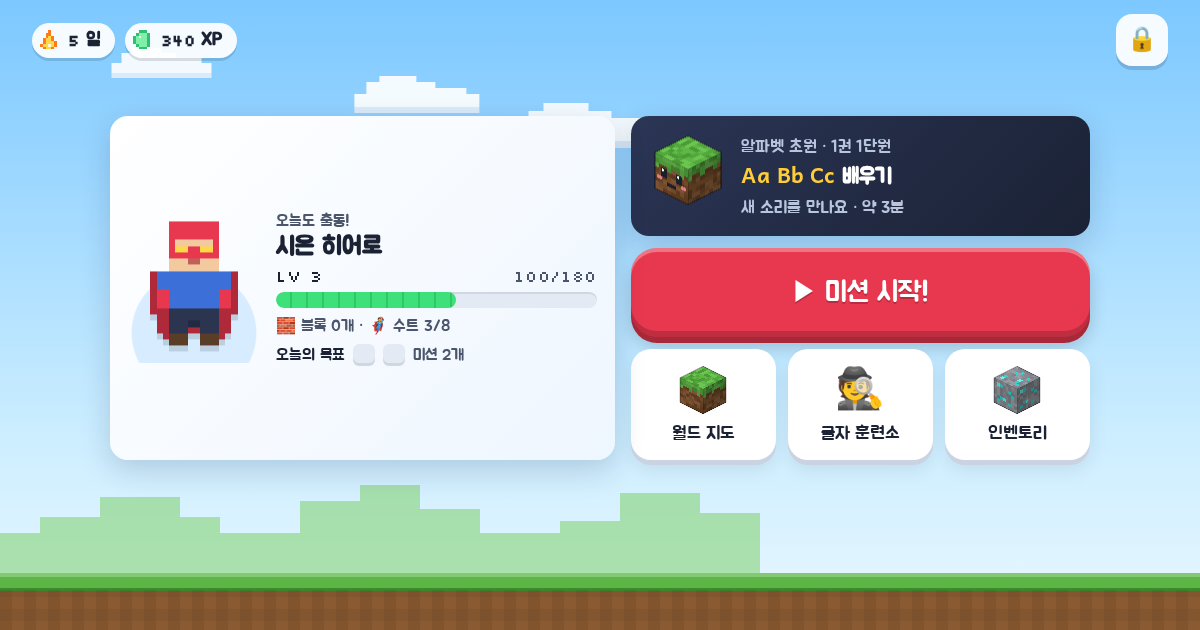 5 일
340 XP
오늘도 출동!
시온 히어로
LV 3
100/180
블록 0개 · 수트 3/8
오늘의 목표 미션 2개
알파벳 초원 · 1권 1단원
Aa Bb Cc 배우기
새 소리를 만나요 · 약 3분
▶ 미션 시작!
월드 지도
글자 훈련소
인벤토리